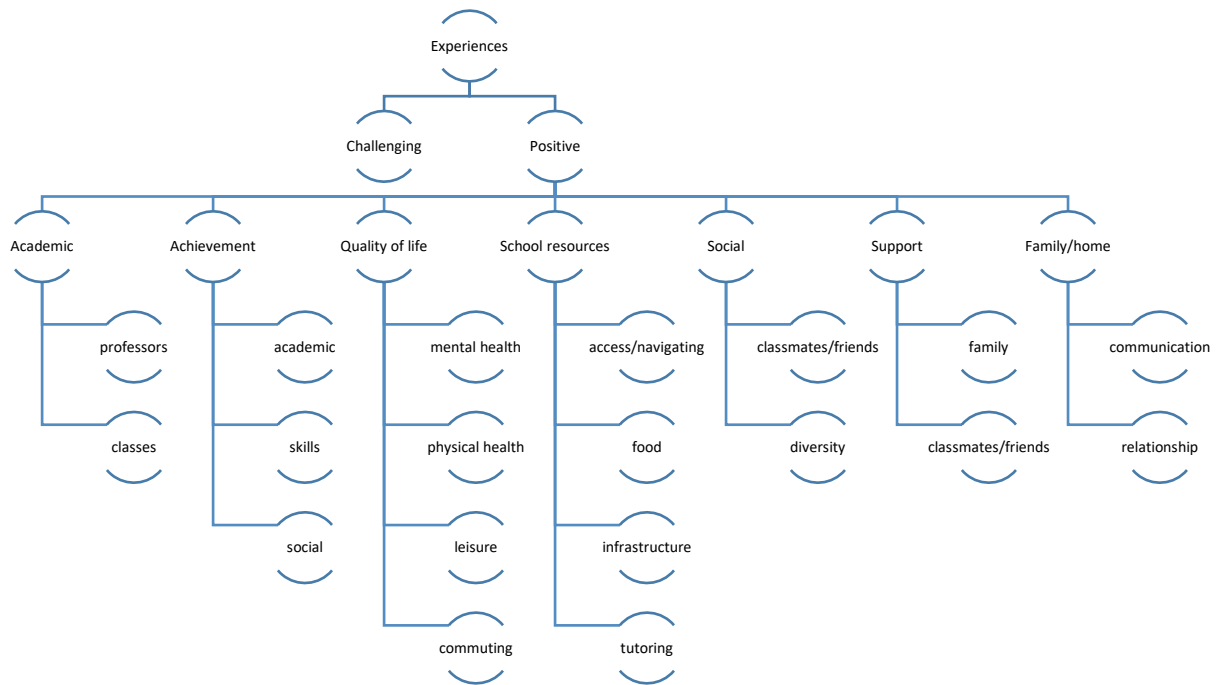 Experiences
Challenging
Positive
Academic
Achievement
Quality of life
School resources
Social
Support
Family/home
professors
academic
mental health
access/navigating
classmates/friends
family
communication
classes
skills
physical health
food
diversity
classmates/friends
relationship
social
leisure
infrastructure
commuting
tutoring